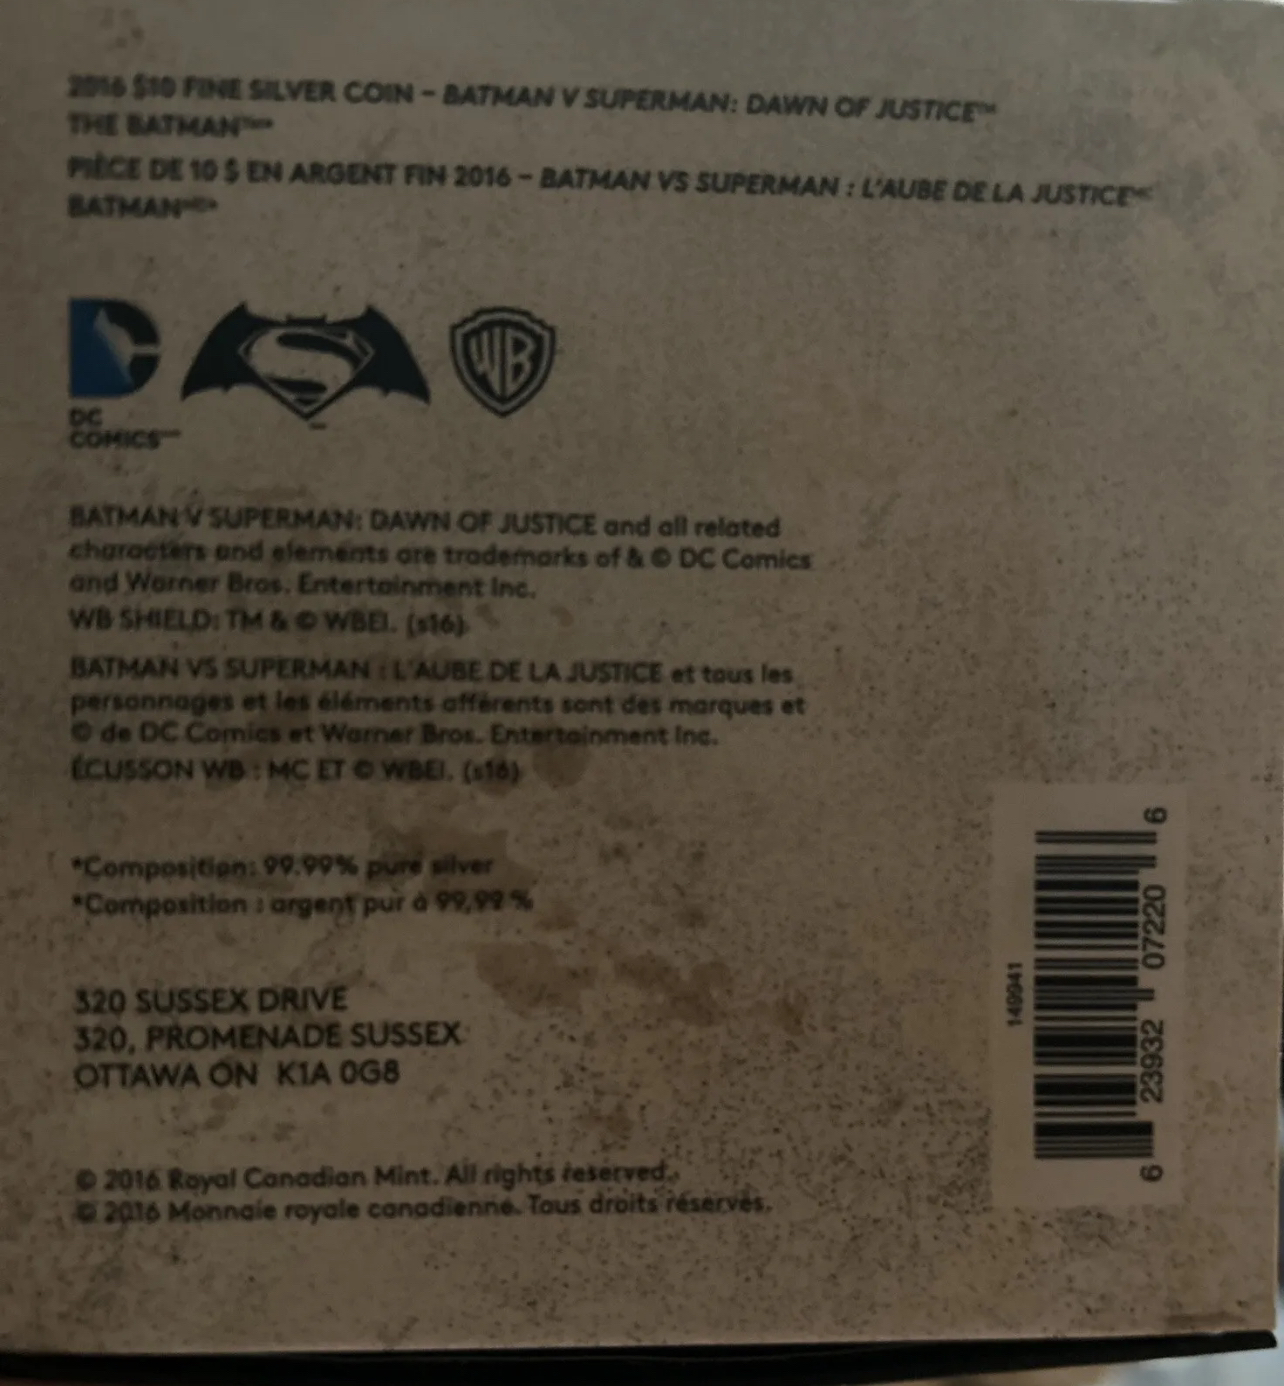 2016 $10 FINE SILVER COIN – BATMAN V SUPERMAN: DAWN OF JUSTICE™
THE BATMAN™
PIÈCE DE 10 $ EN ARGENT FIN 2016 – BATMAN VS SUPERMAN : L'AUBE DE LA JUSTICE
BATMAN
DC
COMICS™
S
WB
BATMAN V SUPERMAN: DAWN OF JUSTICE and all related
characters and elements are trademarks of & © DC Comics
and Warner Bros. Entertainment Inc.
WB SHIELD: TM & © WBEI. (s16)
BATMAN VS SUPERMAN : L'AUBE DE LA JUSTICE et tous les
personnages et les éléments afférents sont des marques et
© de DC Comics et Warner Bros. Entertainment Inc.
ÉCUSSON WB : MC ET © WBEI. (s16)
*Composition: 99.99% pure silver
*Composition : argent pur à 99,99 %
320 SUSSEX DRIVE
320, PROMENADE SUSSEX
OTTAWA ON K1A 0G8
© 2016 Royal Canadian Mint. All rights reserved.
© 2016 Monnaie royale canadienne. Tous droits réservés.
149941
6 23932 07220 6